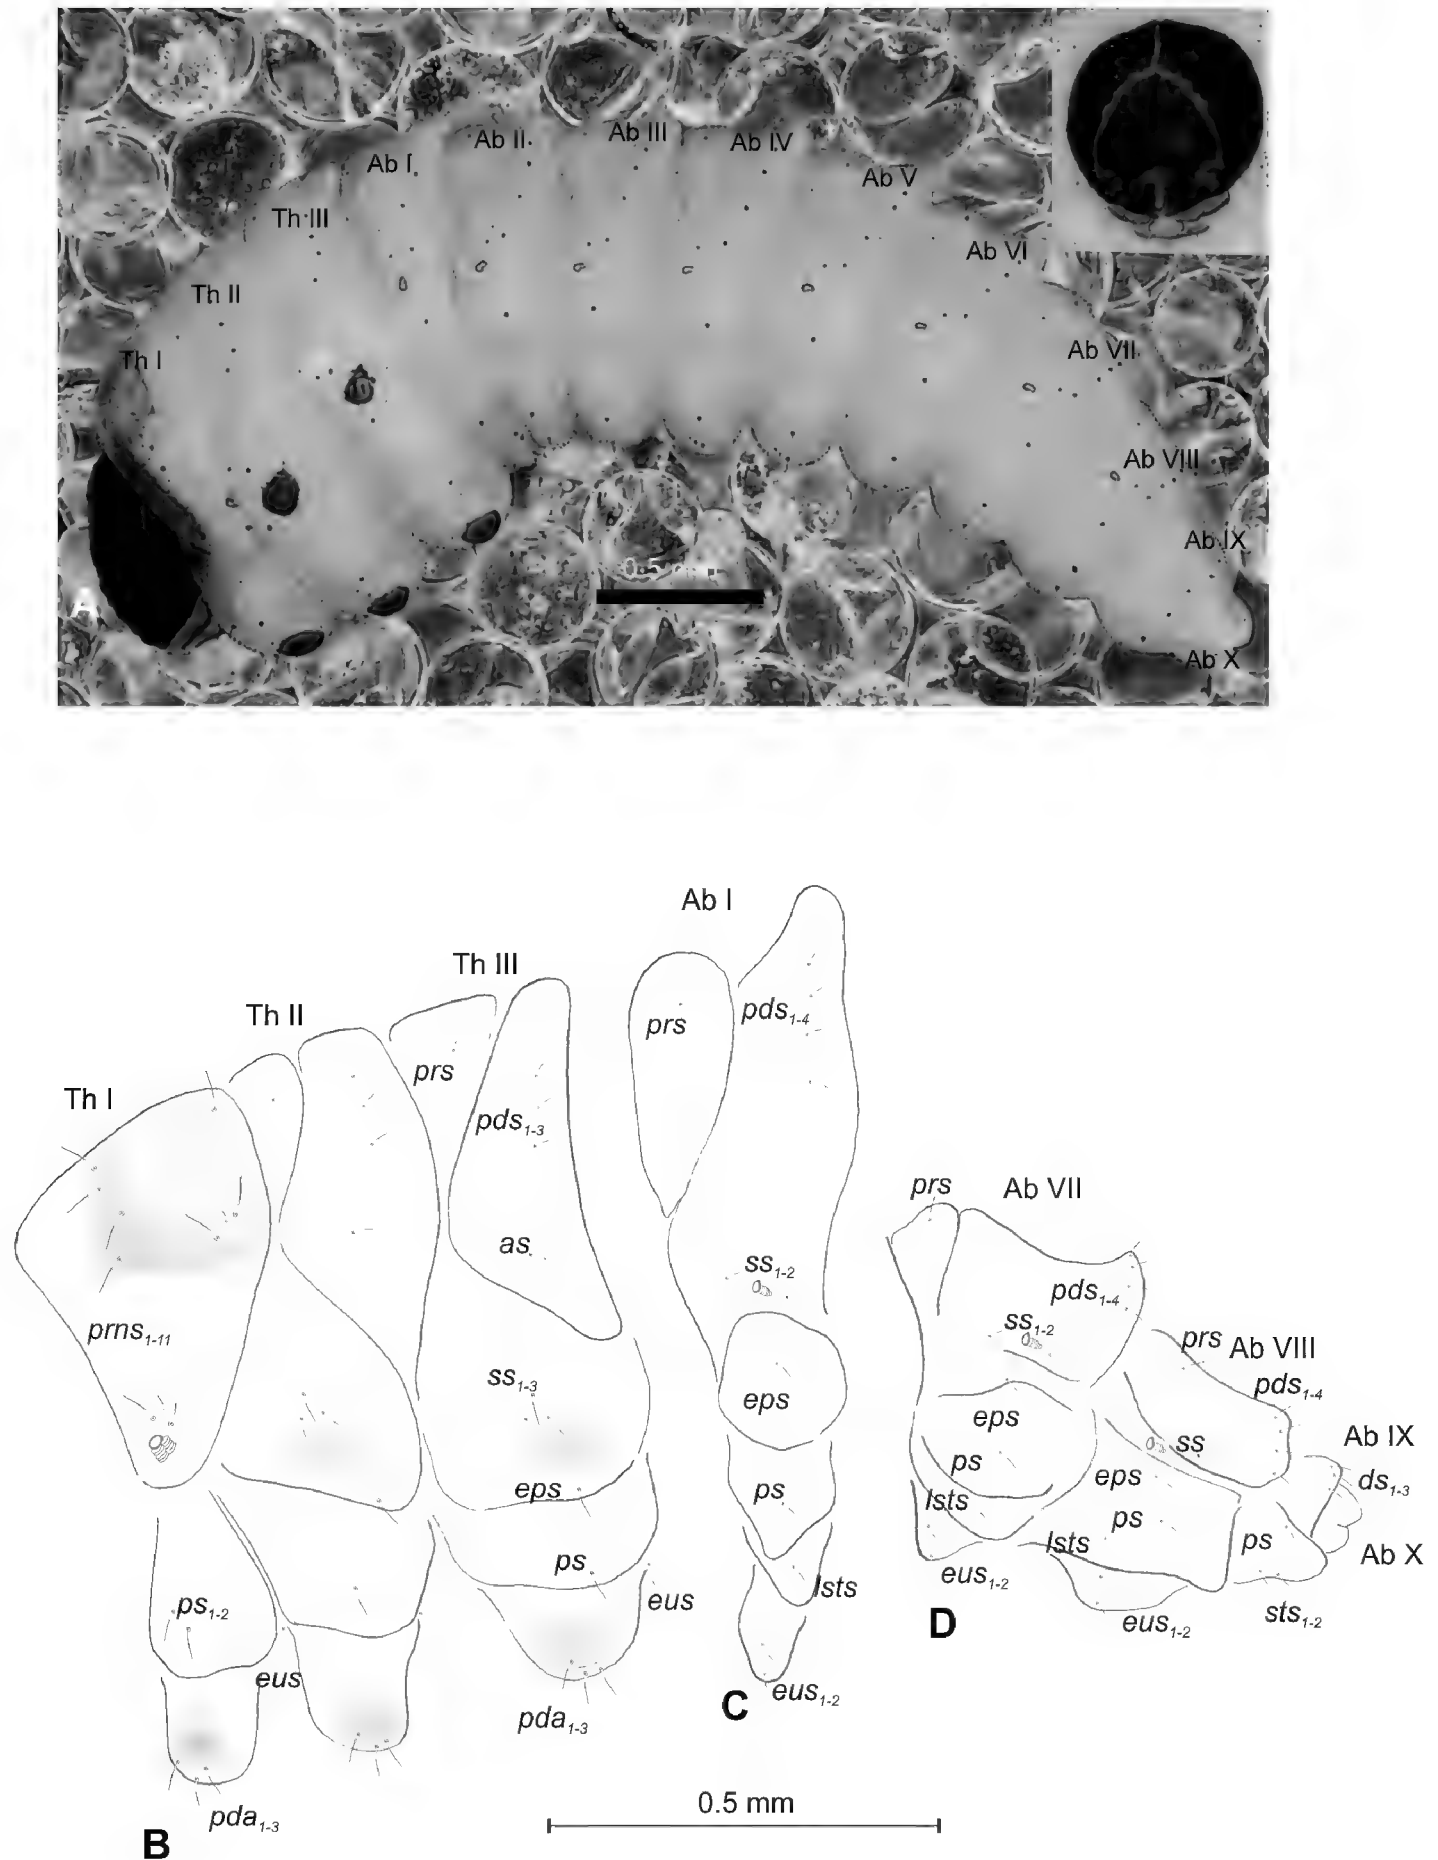 Ab II
Ab III
Ab IV
Ab I
Ab V
Th III
Ab VI
Th II
Th I
Ab VII
Ab VIII
Ab IX
A
Ab X
Ab I
Th III
prs
pds1-4
Th II
prs
Th I
pds1-3
prs
Ab VII
as
ss1-2
pds1-4
prns1-11
ss1-2
prs
Ab VIII
pds1-4
ss1-3
eps
eps
ss
Ab IX
ps
eps
ds1-3
eps
ps
lsts
ps
ps
lsts
Ab X
ps
eus1-2
lsts
ps1-2
eus
D
eus1-2
sts1-2
eus
C
eus1-2
pda1-3
0.5 mm
pda1-3
B